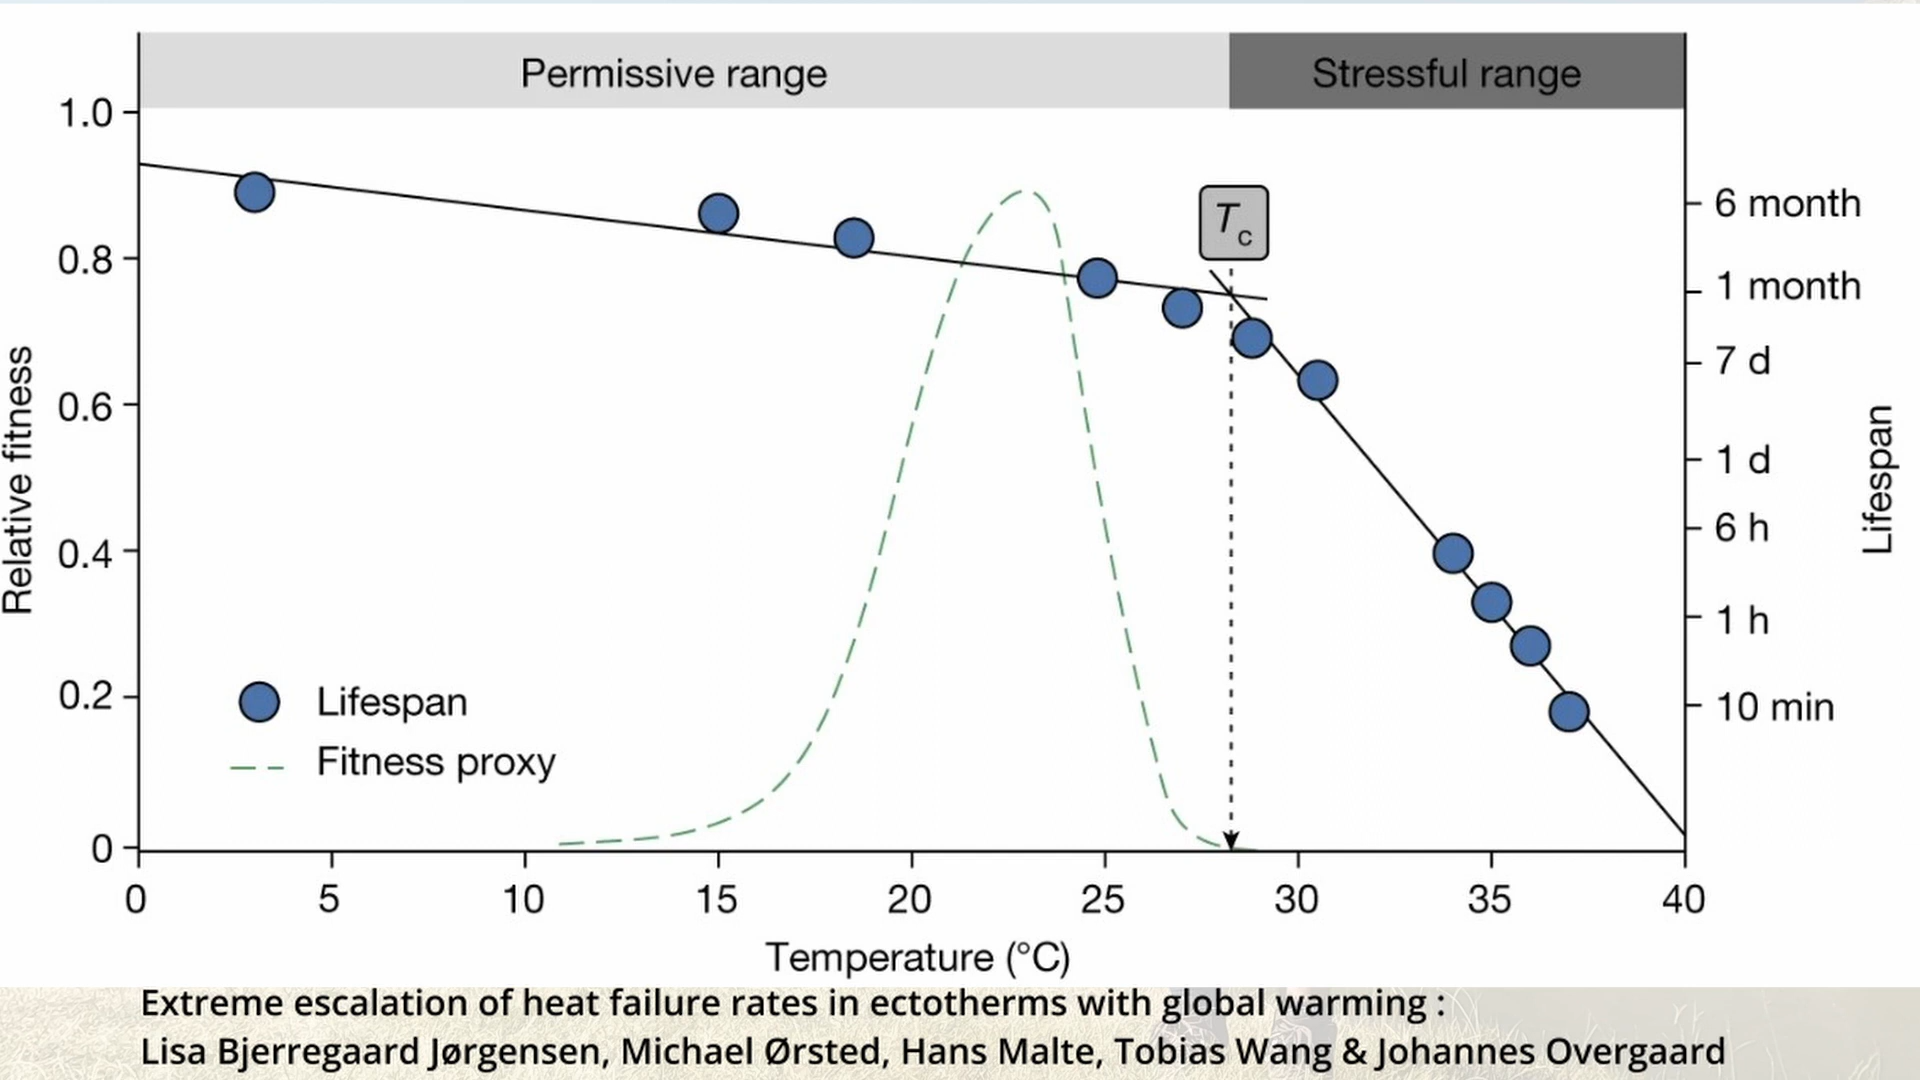 Permissive range
Stressful range
1.0
0.8
0.6
0.4
0.2
0
Relative fitness
Tc
6 month
1 month
7 d
1 d
6 h
1 h
10 min
Lifespan
Lifespan
Fitness proxy
0 5 10 15 20 25 30 35 40
Temperature (°C)
Extreme escalation of heat failure rates in ectotherms with global warming :
Lisa Bjerregaard Jørgensen, Michael Ørsted, Hans Malte, Tobias Wang & Johannes Overgaard